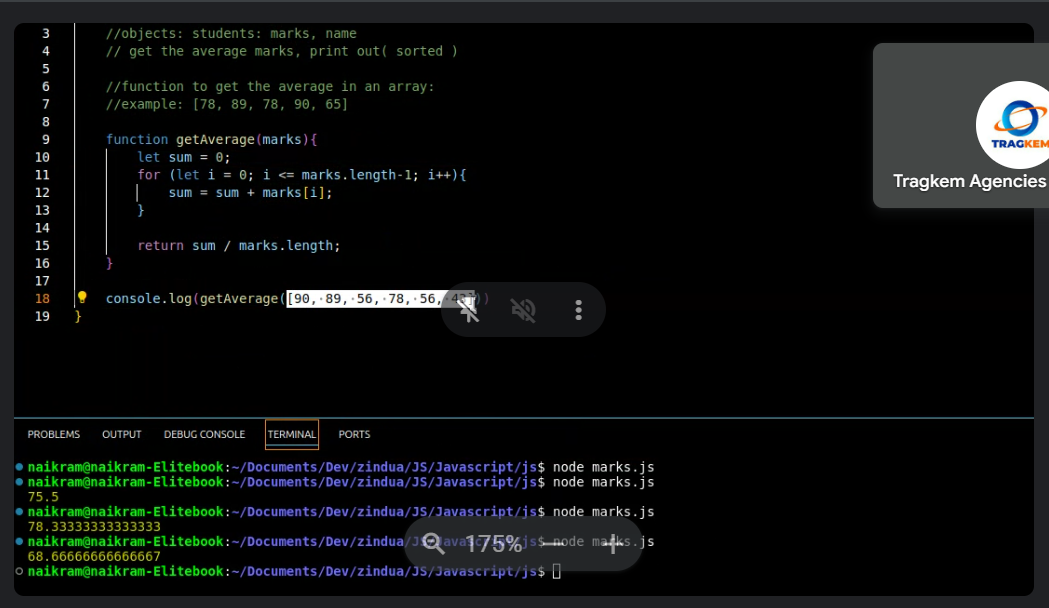 3 //objects: students: marks, name
4 // get the average marks, print out( sorted )
5
6 //function to get the average in an array:
7 //example: [78, 89, 78, 90, 65]
8
9 function getAverage(marks){
10 let sum = 0;
11 for (let i = 0; i <= marks.length-1; i++){
12 sum = sum + marks[i];
13 }
14
15 return sum / marks.length;
16 }
17
18 console.log(getAverage([90, 89, 56, 78, 56,
19 }
TRAGKEM
Tragkem Agencies
PROBLEMS OUTPUT DEBUG CONSOLE TERMINAL PORTS
naikram@naikram-Elitebook:~/Documents/Dev/zindua/JS/Javascript/js$ node marks.js
naikram@naikram-Elitebook:~/Documents/Dev/zindua/JS/Javascript/js$ node marks.js
75.5
naikram@naikram-Elitebook:~/Documents/Dev/zindua/JS/Javascript/js$ node marks.js
78.33333333333333
naikram@naikram-Elitebook:~/Documents/Dev/zindua/JS/Javascript/js$ node marks.js
68.66666666666667
naikram@naikram-Elitebook:~/Documents/Dev/zindua/JS/Javascript/js$
175%